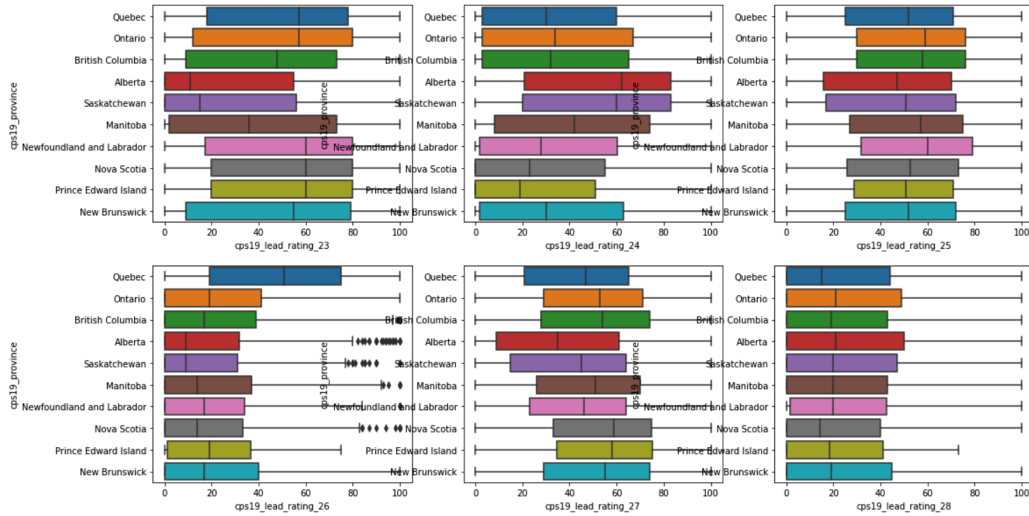 cps19_province
Quebec
Ontario
British Columbia
Alberta
Saskatchewan
Manitoba
Newfoundland and Labrador
Nova Scotia
Prince Edward Island
New Brunswick
0 20 40 60 80 100
cps19_lead_rating_23
cps19_province
Quebec
Ontario
British Columbia
Alberta
Saskatchewan
Manitoba
Newfoundland and Labrador
Nova Scotia
Prince Edward Island
New Brunswick
0 20 40 60 80 100
cps19_lead_rating_24
cps19_province
Quebec
Ontario
British Columbia
Alberta
Saskatchewan
Manitoba
Newfoundland and Labrador
Nova Scotia
Prince Edward Island
New Brunswick
0 20 40 60 80 100
cps19_lead_rating_25
cps19_province
Quebec
Ontario
British Columbia
Alberta
Saskatchewan
Manitoba
Newfoundland and Labrador
Nova Scotia
Prince Edward Island
New Brunswick
0 20 40 60 80 100
cps19_lead_rating_26
cps19_province
Quebec
Ontario
British Columbia
Alberta
Saskatchewan
Manitoba
Newfoundland and Labrador
Nova Scotia
Prince Edward Island
New Brunswick
0 20 40 60 80 100
cps19_lead_rating_27
cps19_province
Quebec
Ontario
British Columbia
Alberta
Saskatchewan
Manitoba
Newfoundland and Labrador
Nova Scotia
Prince Edward Island
New Brunswick
0 20 40 60 80 100
cps19_lead_rating_28